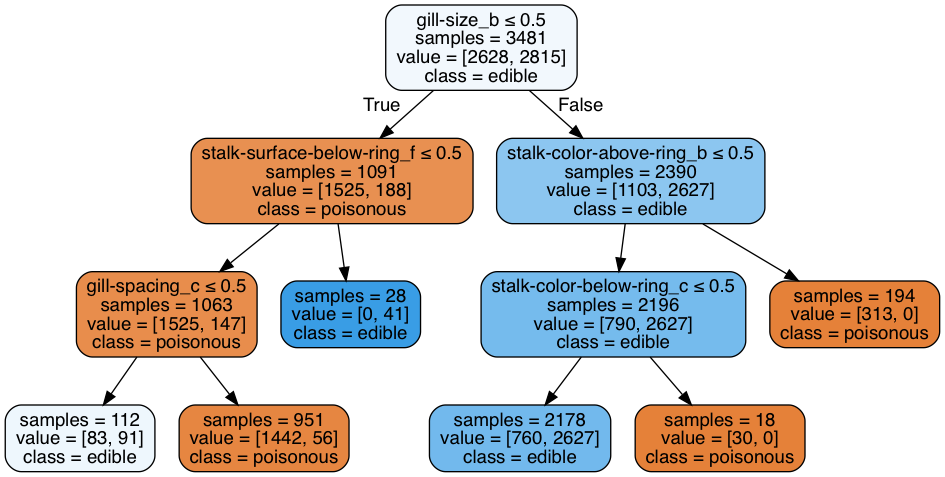 gill-size_b ≤ 0.5
samples = 3481
value = [2628, 2815]
class = edible
True
False
stalk-surface-below-ring_f ≤ 0.5
samples = 1091
value = [1525, 188]
class = poisonous
stalk-color-above-ring_b ≤ 0.5
samples = 2390
value = [1103, 2627]
class = edible
gill-spacing_c ≤ 0.5
samples = 1063
value = [1525, 147]
class = poisonous
samples = 28
value = [0, 41]
class = edible
stalk-color-below-ring_c ≤ 0.5
samples = 2196
value = [790, 2627]
class = edible
samples = 194
value = [313, 0]
class = poisonous
samples = 112
value = [83, 91]
class = edible
samples = 951
value = [1442, 56]
class = poisonous
samples = 2178
value = [760, 2627]
class = edible
samples = 18
value = [30, 0]
class = poisonous